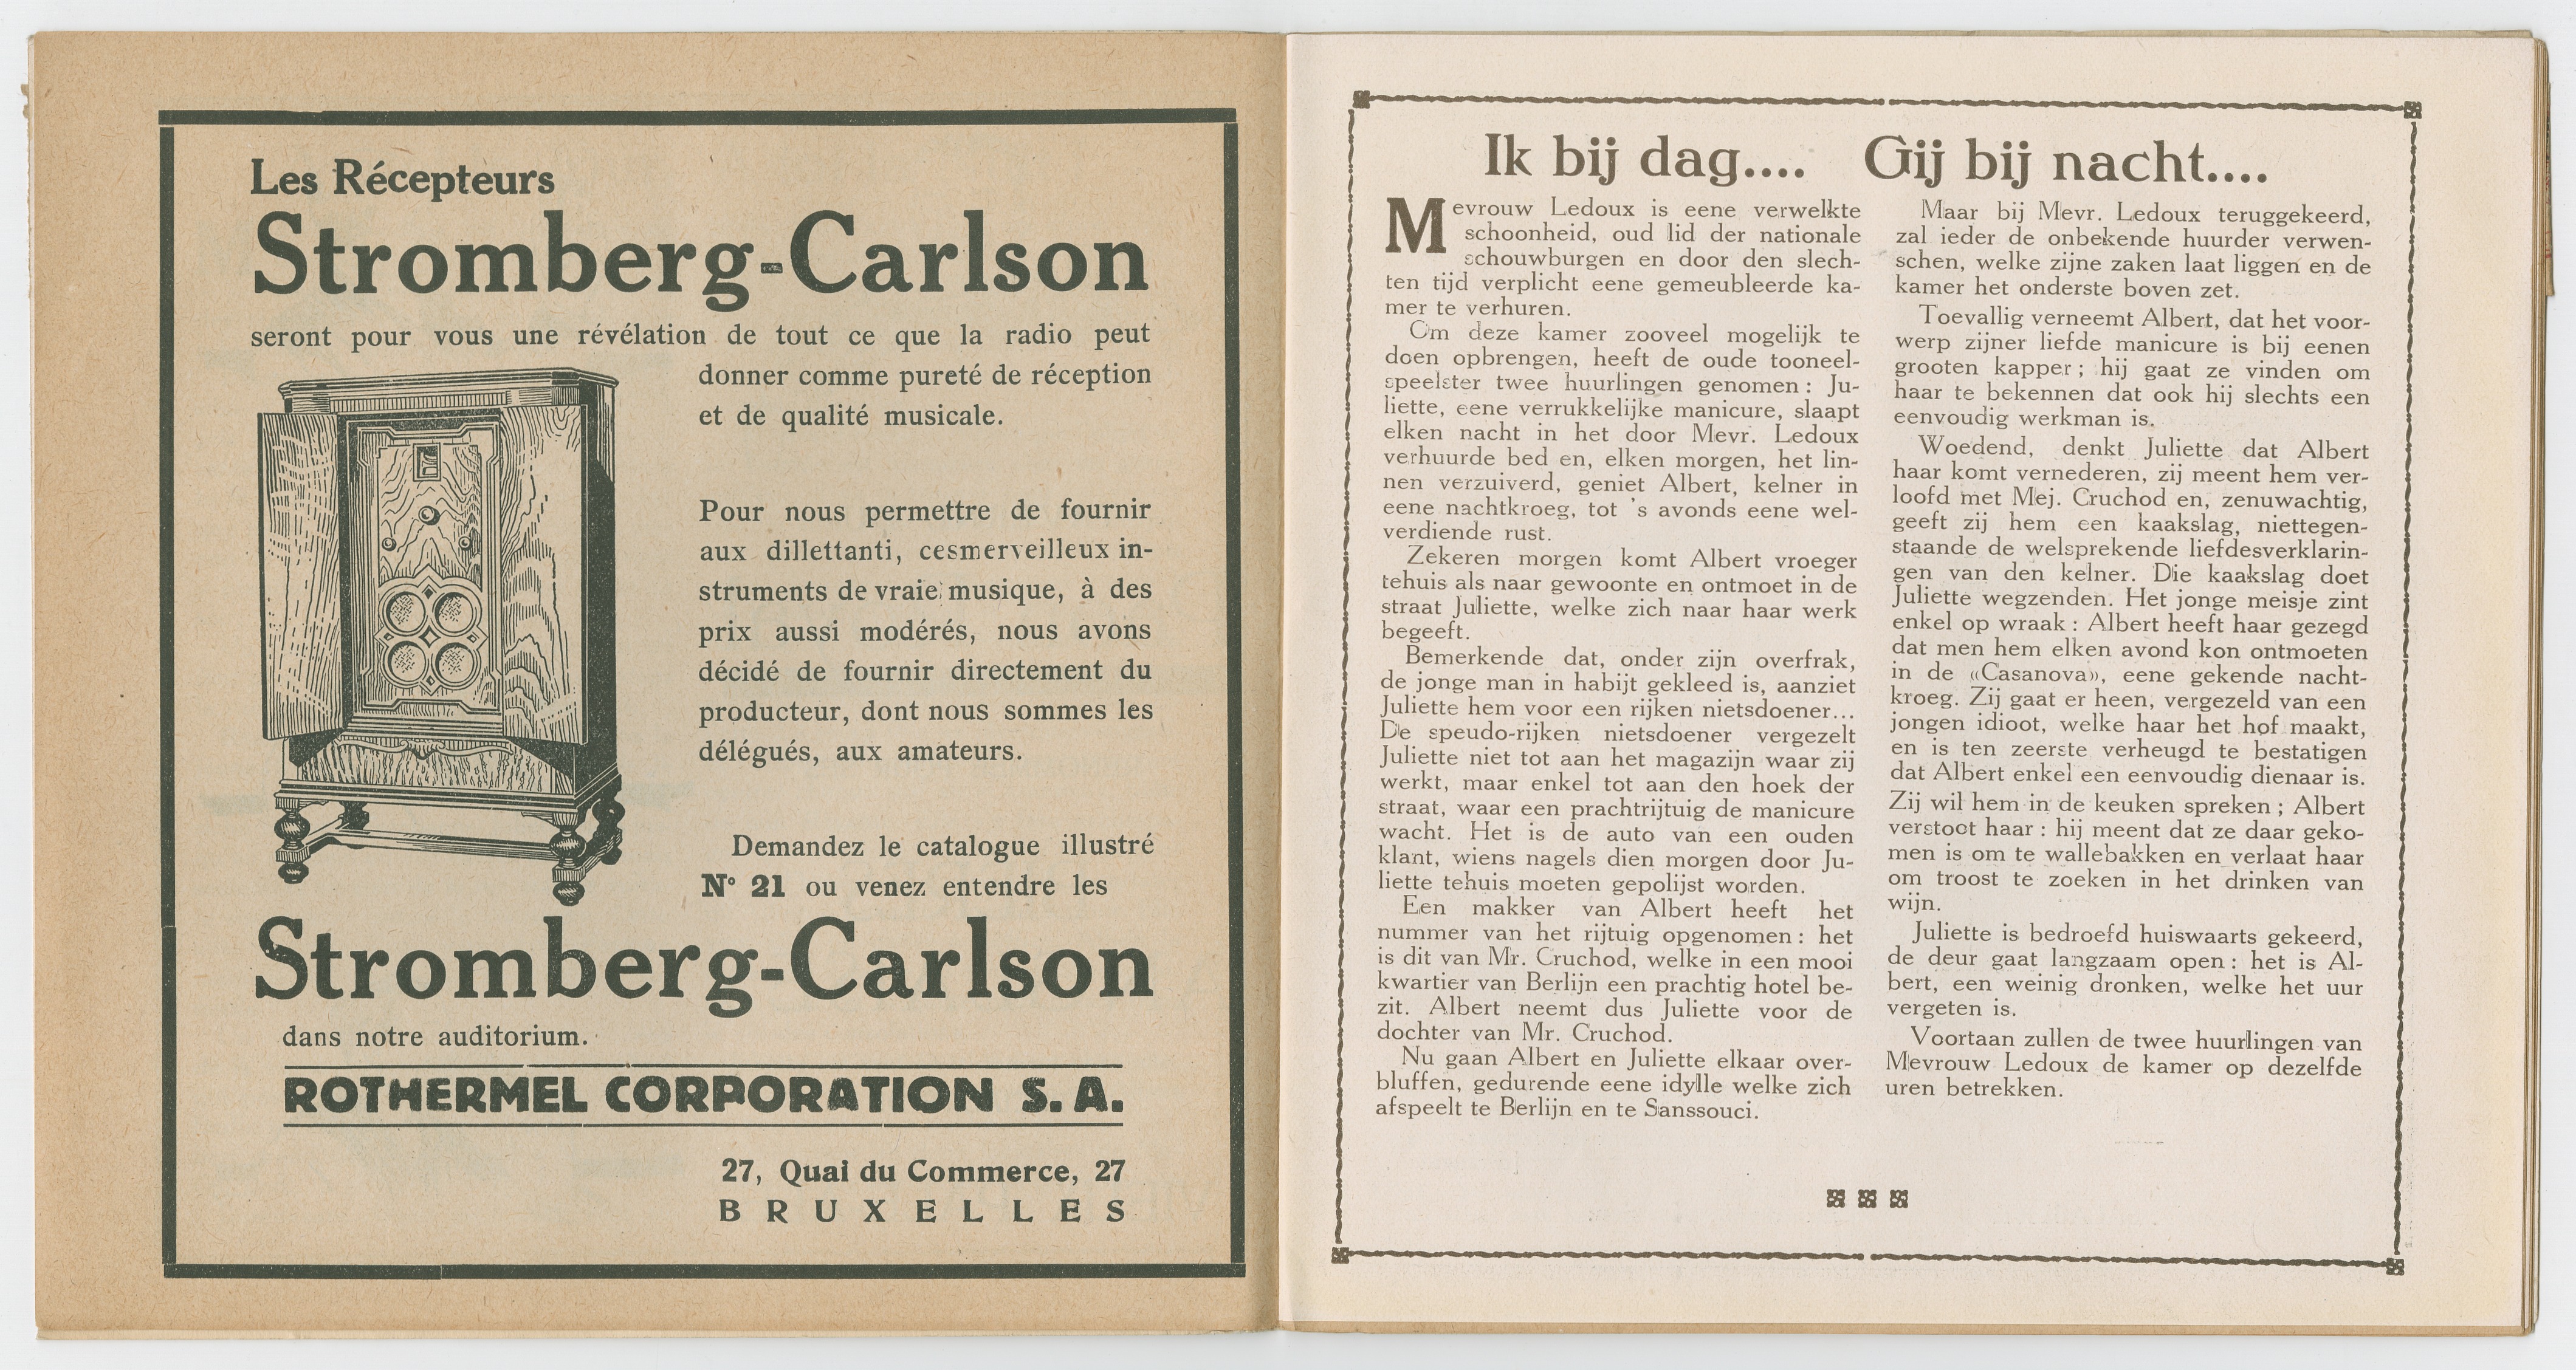 Les Récepteurs
Stromberg-Carlson
seront pour vous une révélation de tout ce que la radio peut
donner comme pureté de réception
et de qualité musicale.
Pour nous permettre de fournir
aux dillettanti, cesmerveilleux in-
struments de vraie musique, à des
prix aussi modérés, nous avons
décidé de fournir directement du
producteur, dont nous sommes les
délégués, aux amateurs.
Demandez le catalogue illustré
N° 21 ou venez entendre les
Stromberg-Carlson
dans notre auditorium.
ROTHERMEL CORPORATION S. A.
27, Quai du Commerce, 27
BRUXELLES
Ik bij dag.... Gij bij nacht....
Mevrouw Ledoux is eene verwelkte
schoonheid, oud lid der nationale
schouwburgen en door den slech-
ten tijd verplicht eene gemeubleerde ka-
mer te verhuren.
Om deze kamer zooveel mogelijk te
doen opbrengen, heeft de oude tooneel-
speelster twee huurlingen genomen : Ju-
liette, eene verrukkelijke manicure, slaapt
elken nacht in het door Mevr. Ledoux
verhuurde bed en, elken morgen, het lin-
nen verzuiverd, geniet Albert, kelner in
eene nachtkroeg, tot 's avonds eene wel-
verdiende rust.
Zekeren morgen komt Albert vroeger
tehuis als naar gewoonte en ontmoet in de
straat Juliette, welke zich naar haar werk
begeeft.
Bemerkende dat, onder zijn overfrak,
de jonge man in habijt gekleed is, aanziet
Juliette hem voor een rijken nietsdoener...
De speudo-rijken nietsdoener vergezelt
Juliette niet tot aan het magazijn waar zij
werkt, maar enkel tot aan den hoek der
straat, waar een prachtrijtuig de manicure
wacht. Het is de auto van een ouden
klant, wiens nagels dien morgen door Ju-
liette tehuis moeten gepolijst worden.
Een makker van Albert heeft het
nummer van het rijtuig opgenomen : het
is dit van Mr. Cruchod, welke in een mooi
kwartier van Berlijn een prachtig hotel be-
zit. Albert neemt dus Juliette voor de
dochter van Mr. Cruchod.
Nu gaan Albert en Juliette elkaar over-
bluffen, gedurende eene idylle welke zich
afspeelt te Berlijn en te Sanssouci.
Maar bij Mevr. Ledoux teruggekeerd,
zal ieder de onbekende huurder verwen-
schen, welke zijne zaken laat liggen en de
kamer het onderste boven zet.
Toevallig verneemt Albert, dat het voor-
werp zijner liefde manicure is bij eenen
grooten kapper ; hij gaat ze vinden om
haar te bekennen dat ook hij slechts een
eenvoudig werkman is.
Woedend, denkt Juliette dat Albert
haar komt vernederen, zij meent hem ver-
loofd met Mej. Cruchod en, zenuwachtig,
geeft zij hem een kaakslag, niettegen-
staande de welsprekende liefdesverklarin-
gen van den kelner. Die kaakslag doet
Juliette wegzenden. Het jonge meisje zint
enkel op wraak : Albert heeft haar gezegd
dat men hem elken avond kon ontmoeten
in de «Casanova», eene gekende nacht-
kroeg. Zij gaat er heen, vergezeld van een
jongen idioot, welke haar het hof maakt,
en is ten zeerste verheugd te bestatigen
dat Albert enkel een eenvoudig dienaar is.
Zij wil hem in de keuken spreken ; Albert
verstoot haar : hij meent dat ze daar geko-
men is om te wallebakken en verlaat haar
om troost te zoeken in het drinken van
wijn.
Juliette is bedroefd huiswaarts gekeerd,
de deur gaat langzaam open : het is Al-
bert, een weinig dronken, welke het uur
vergeten is.
Voortaan zullen de twee huurlingen van
Mevrouw Ledoux de kamer op dezelfde
uren betrekken.